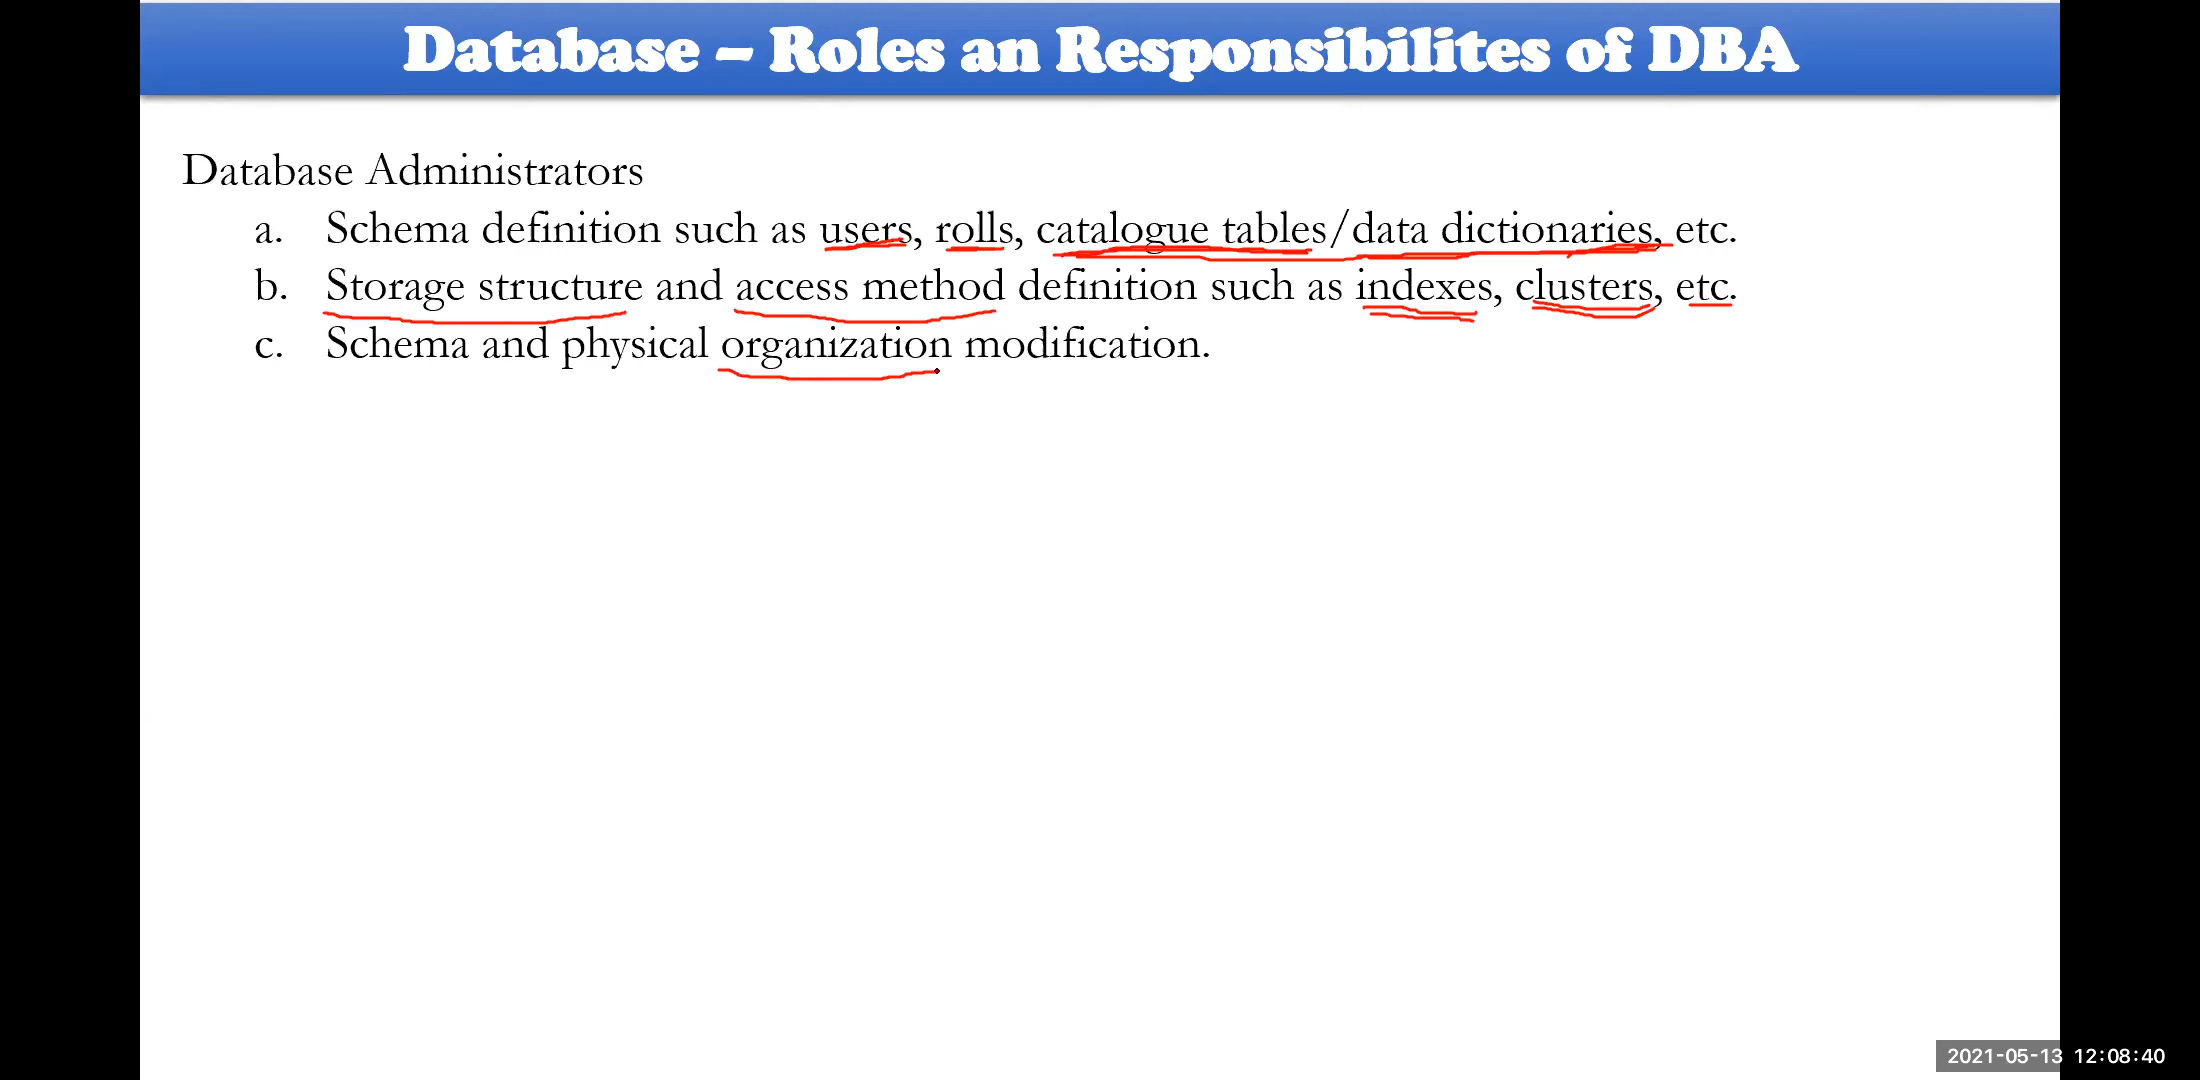 Database – Roles an Responsibilites of DBA
Database Administrators
a. Schema definition such as users, rolls, catalogue tables/data dictionaries, etc.
b. Storage structure and access method definition such as indexes, clusters, etc.
c. Schema and physical organization modification.
2021-05-13 12:08:40